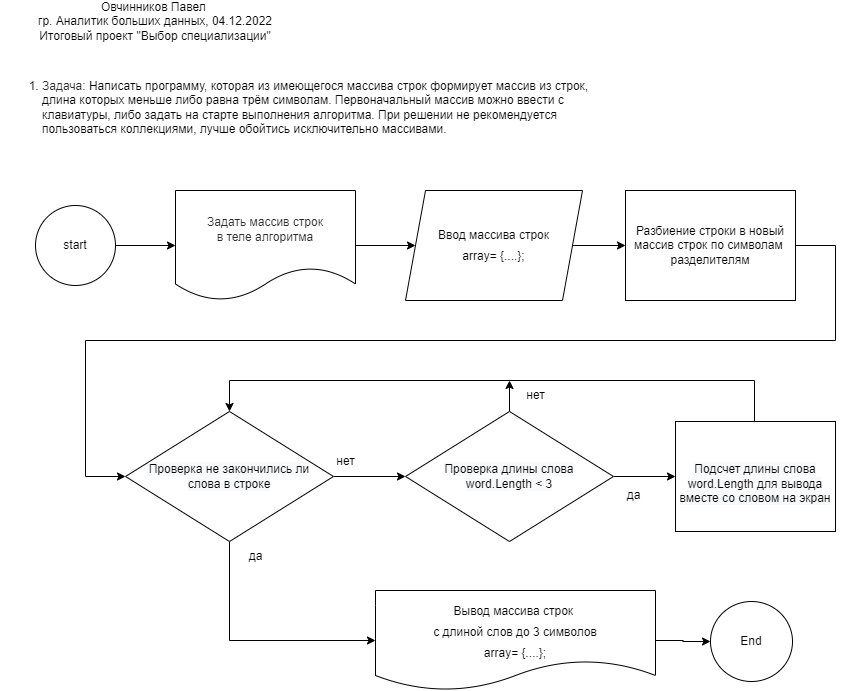 Овчинников Павел
гр. Аналитик больших данных, 04.12.2022
Итоговый проект "Выбор специализации"
1. Задача: Написать программу, которая из имеющегося массива строк формирует массив из строк,
длина которых меньше либо равна трём символам. Первоначальный массив можно ввести с
клавиатуры, либо задать на старте выполнения алгоритма. При решении не рекомендуется
пользоваться коллекциями, лучше обойтись исключительно массивами.
start
Задать массив строк
в теле алгоритма
Ввод массива строк
array= {....};
Разбиение строки в новый
массив строк по символам
разделителям
Проверка не закончились ли
слова в строке
нет
да
Проверка длины слова
word.Length < 3
нет
да
Подсчет длины слова
word.Length для вывода
вместе со словом на экран
Вывод массива строк
с длиной слов до 3 символов
array= {....};
End